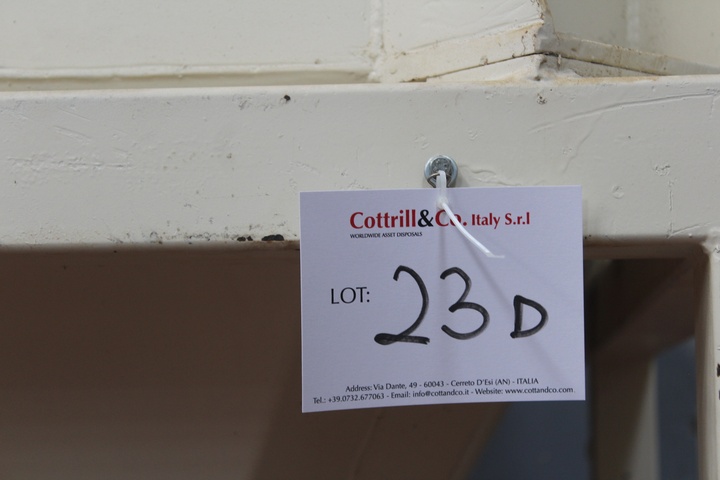 Cottrill&Co. Italy S.r.l
WORLDWIDE ASSET DISPOSALS
LOT: 23 D
Address: Via Dante, 49 - 60043 - Cerreto D'Esi (AN) - ITALIA
Tel.: +39.0732.677063 - Email: info@cottandco.it - Website: www.cottandco.com